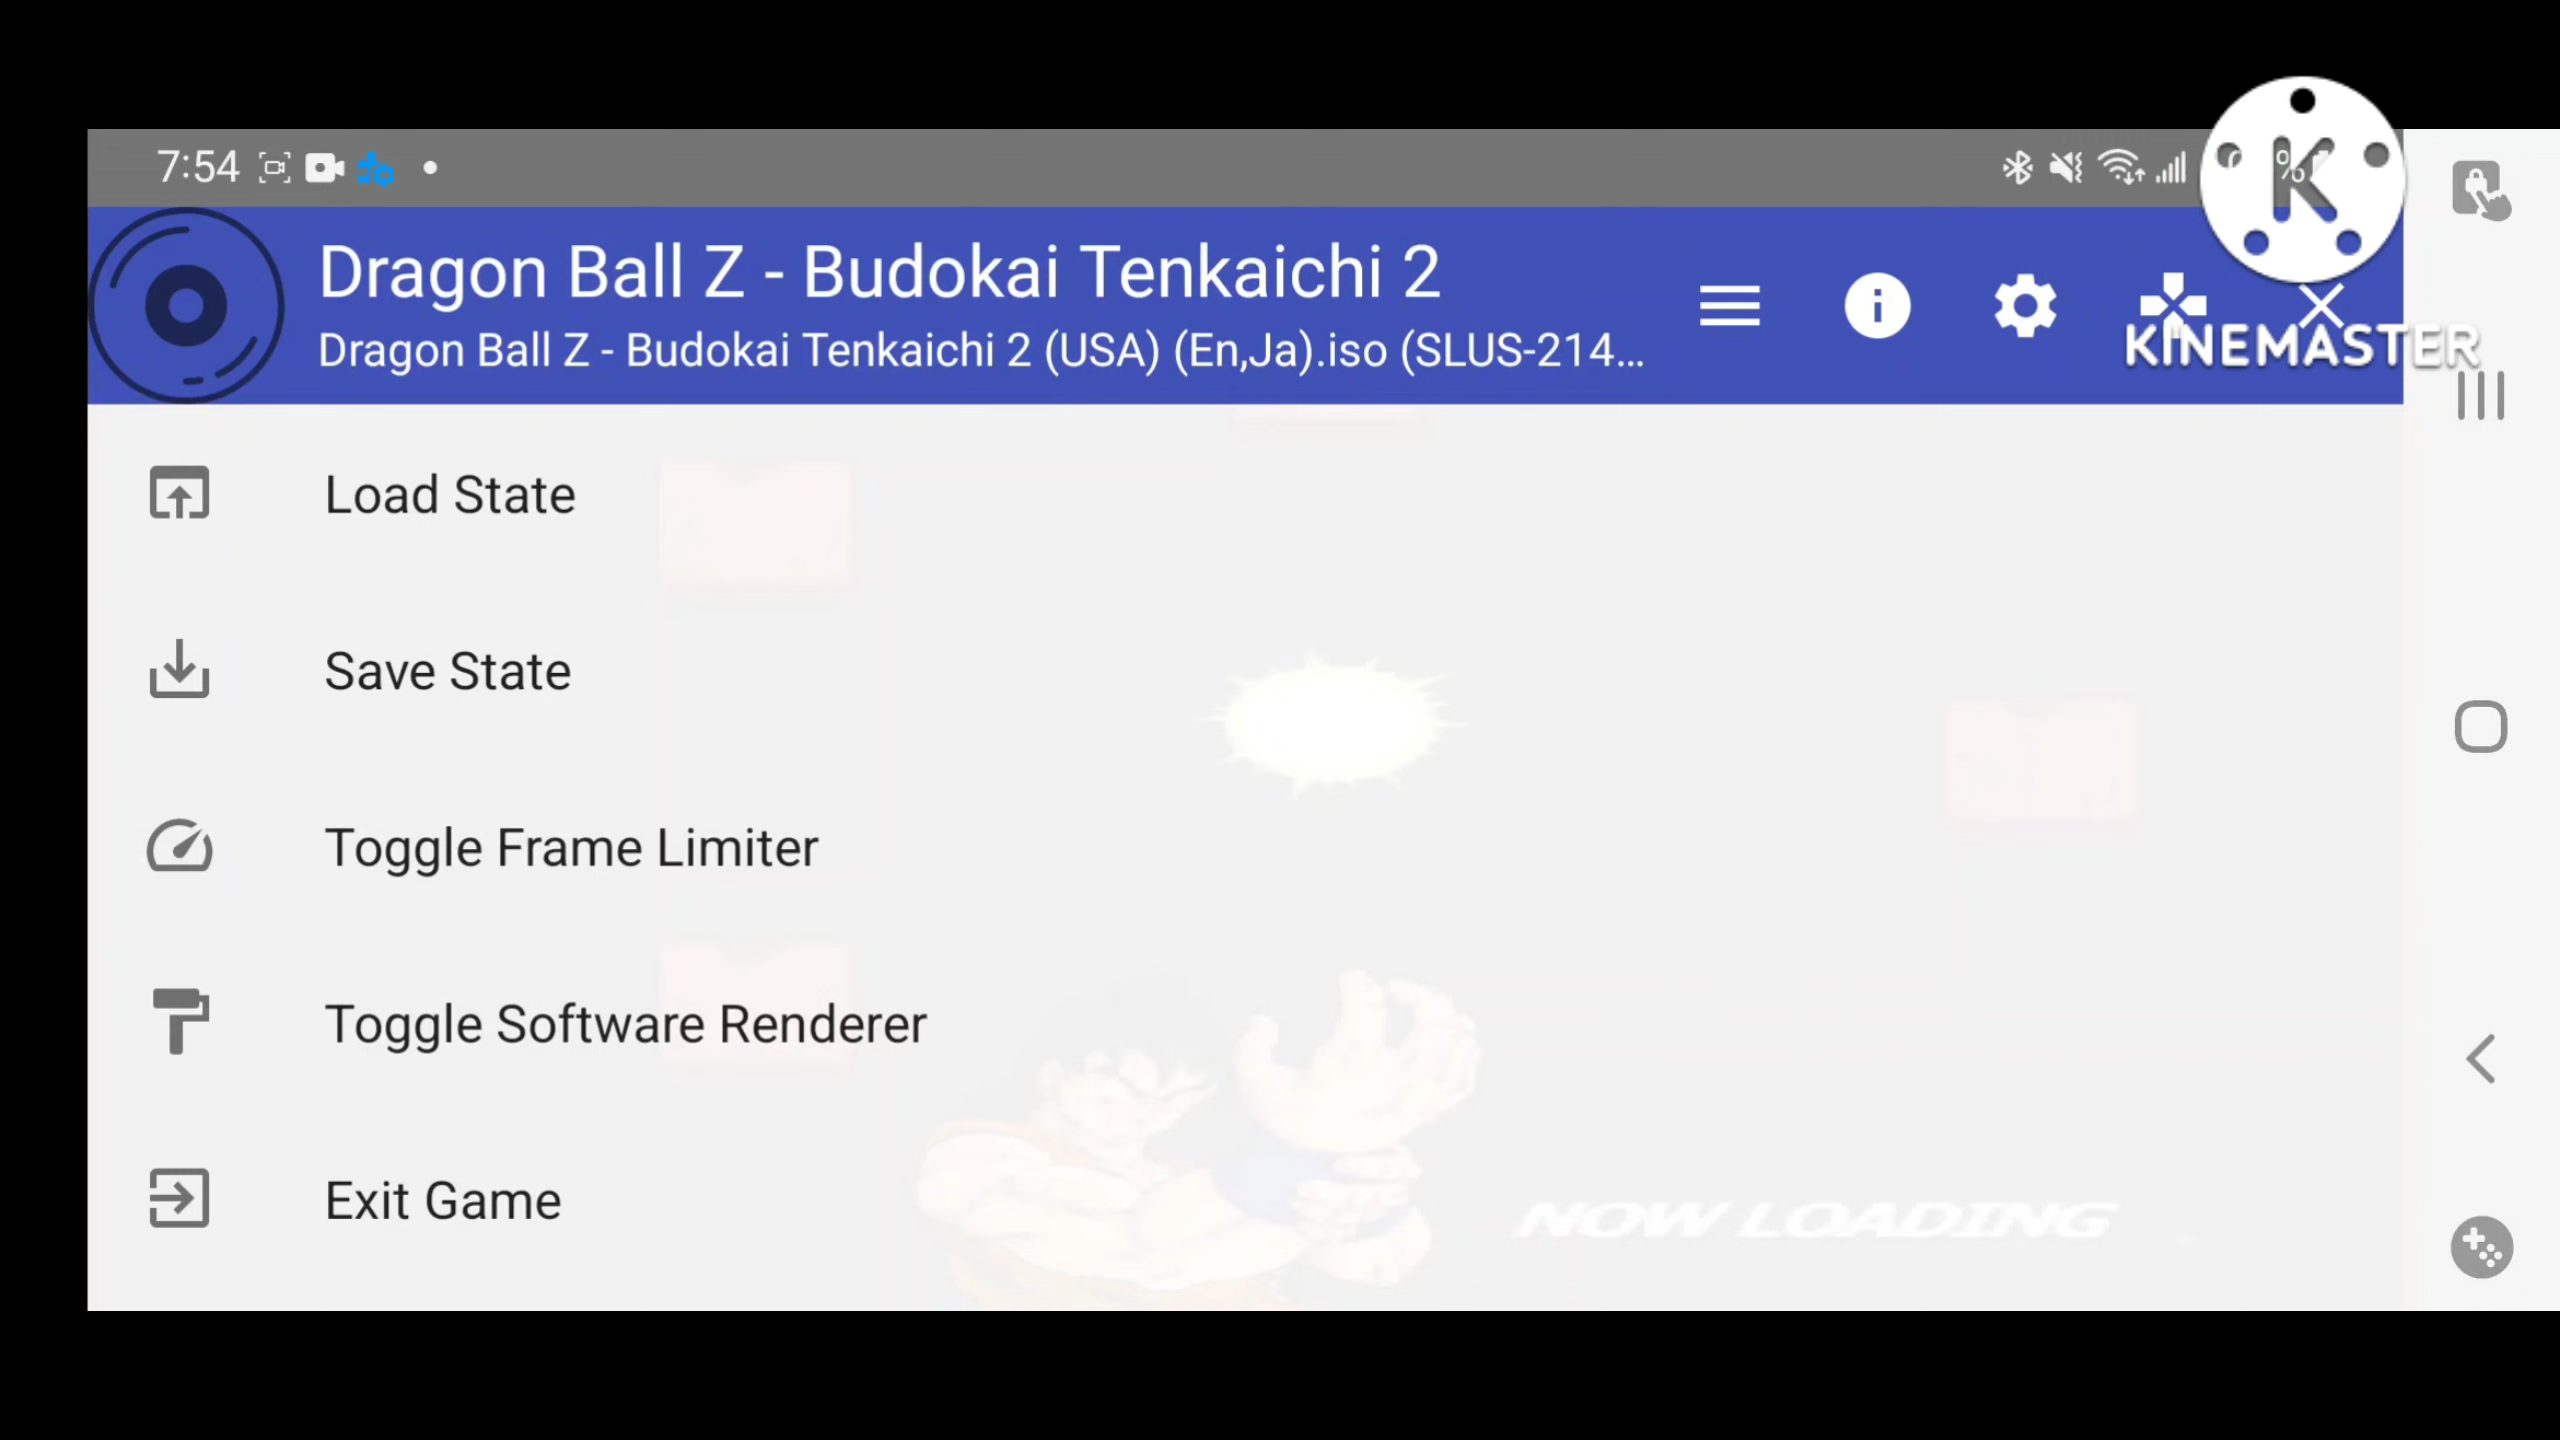 7:54
Dragon Ball Z - Budokai Tenkaichi 2
Dragon Ball Z - Budokai Tenkaichi 2 (USA) (En,Ja).iso (SLUS-214...
KINEMASTER
Load State
Save State
Toggle Frame Limiter
Toggle Software Renderer
Exit Game
NOW LOADING